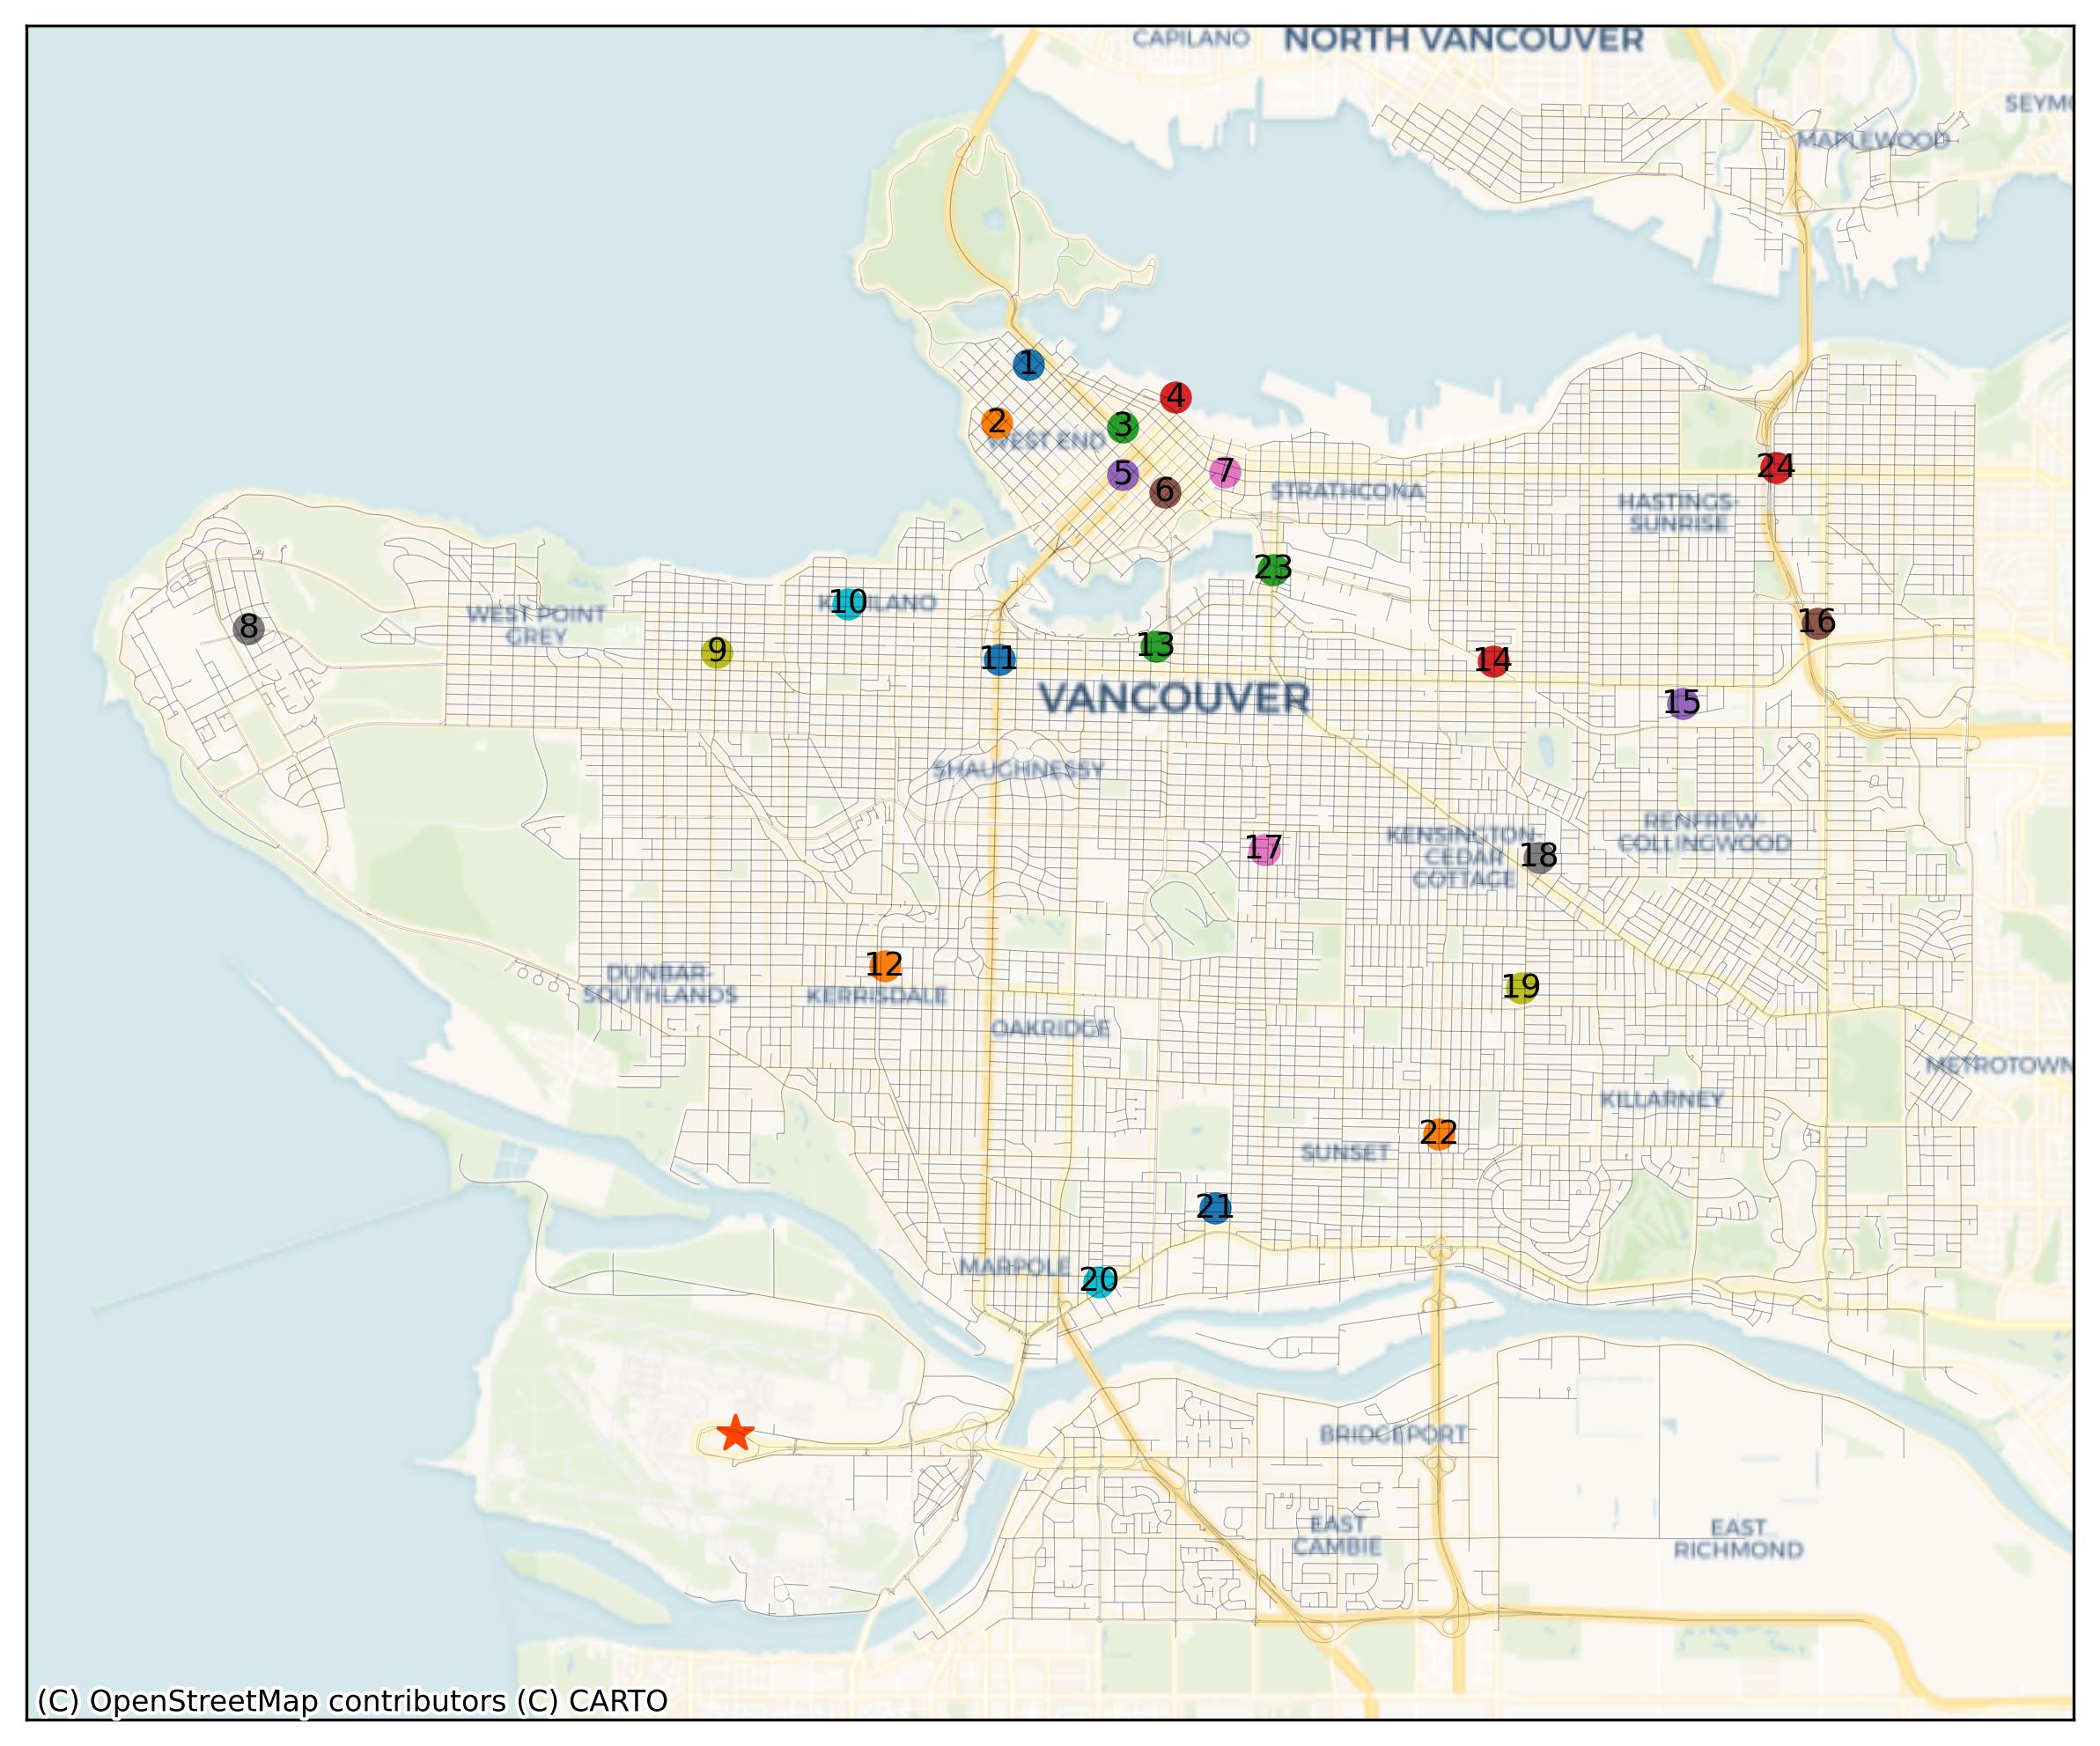 CAPILANO
NORTH VANCOUVER
SEYMO
MAPLEWOOD
1
4
2
3
WEST END
5
6
7
24
STRATHCONA
HASTINGS-
SUNRISE
23
10
KITSILANO
WEST POINT
GREY
8
16
9
11
13
14
VANCOUVER
15
SHAUGHNESSY
17
KENSINGTON-
CEDAR
COTTAGE
18
RENFREW-
COLLINGWOOD
12
DUNBAR-
SOUTHLANDS
KERRISDALE
19
OAKRIDGE
METROTOWN
KILLARNEY
22
SUNSET
21
MARPOLE
20
BRIDGEPORT
EAST
CAMBIE
EAST
RICHMOND
(C) OpenStreetMap contributors (C) CARTO